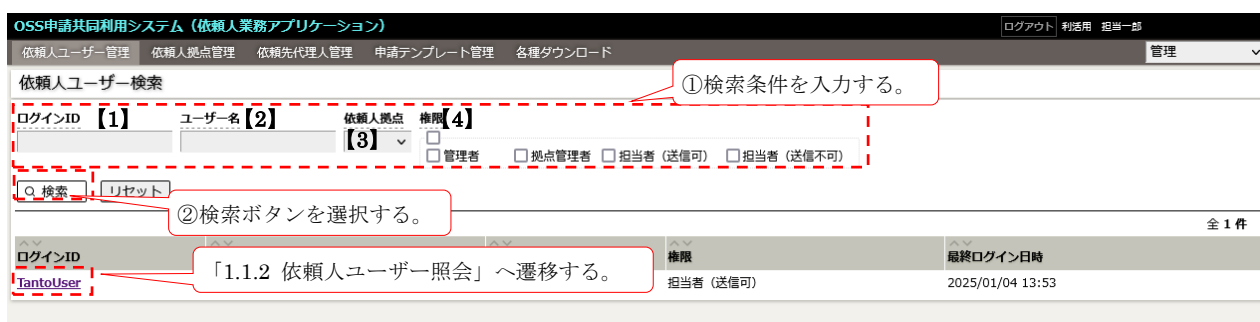 OSS申請共同利用システム（依頼人業務アプリケーション）
ログアウト 利活用 担当一郎
依頼人ユーザー管理 依頼人拠点管理 依頼先代理人管理 申請テンプレート管理 各種ダウンロード
管理
依頼人ユーザー検索
①検索条件を入力する。
ログインID 【1】 ユーザー名【2】 依頼人拠点 権限【4】
【3】
管理者 拠点管理者 担当者（送信可） 担当者（送信不可）
検索 リセット
②検索ボタンを選択する。
全 1 件
ログインID 権限 最終ログイン日時
「1.1.2 依頼人ユーザー照会」へ遷移する。
TantoUser 担当者（送信可） 2025/01/04 13:53